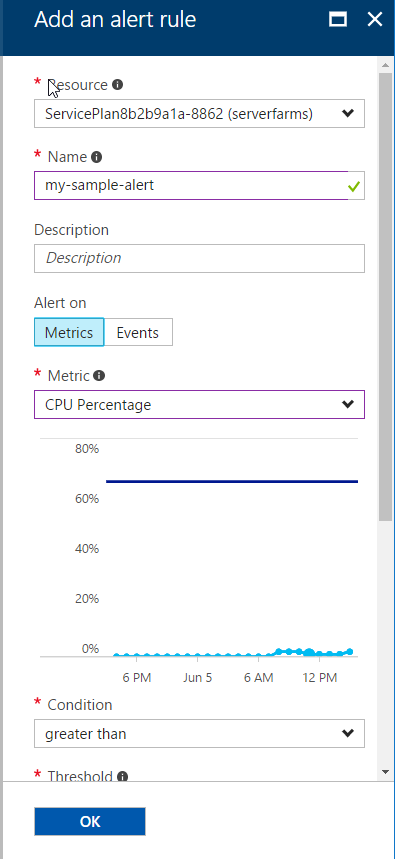 Add an alert rule
* Resource
ServicePlan8b2b9a1a-8862 (serverfarms)
* Name
my-sample-alert
Description
Description
Alert on
Metrics Events
* Metric
CPU Percentage
80%
60%
40%
20%
0%
6 PM Jun 5 6 AM 12 PM
* Condition
greater than
* Threshold
OK